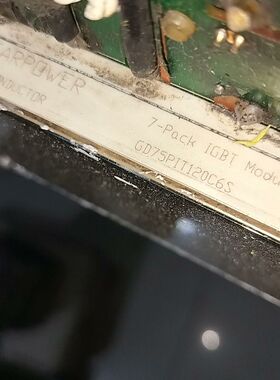 ARPOWER
NDUCTOR
7-Pack IGBT Modu
GD75PIT120C6S